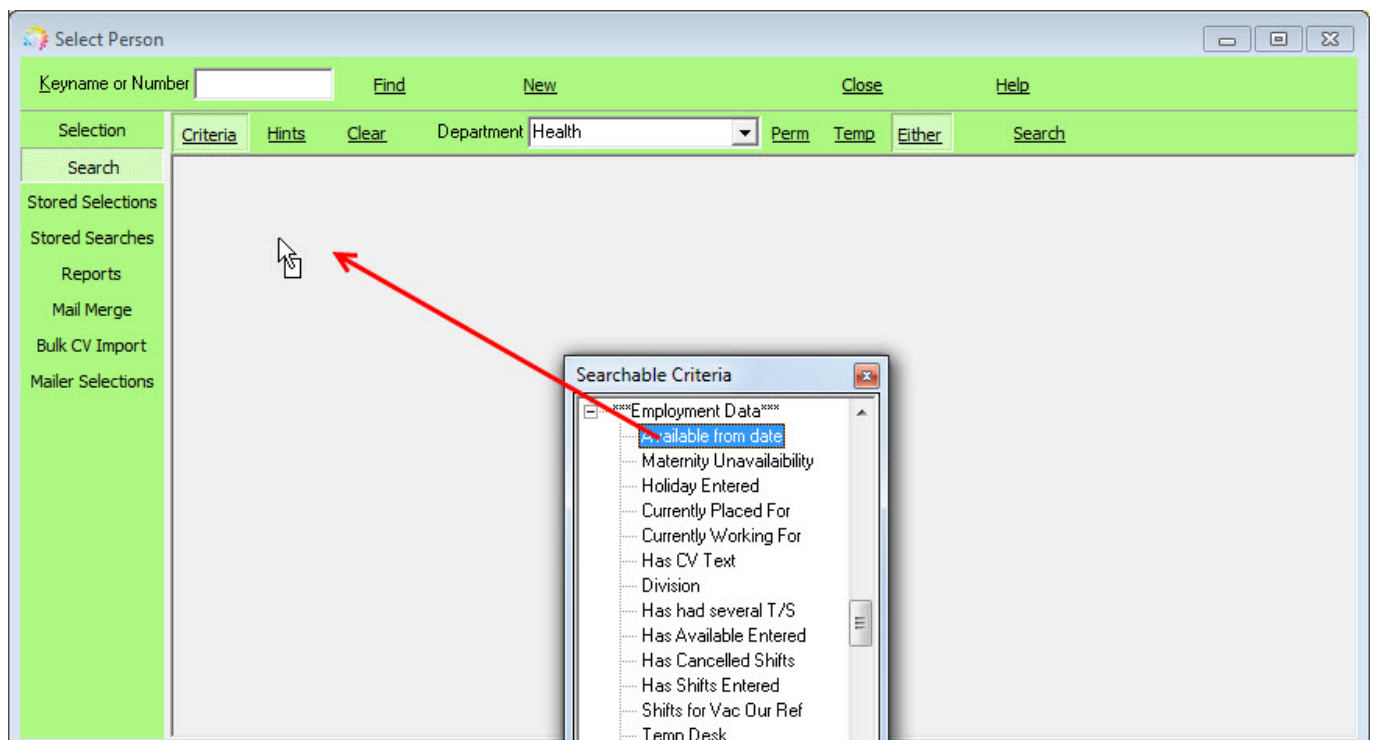 Select Person
Keyname or Number Find New Close Help
Selection Criteria Hints Clear Department Health Perm Temp Either Search
Search
Stored Selections
Stored Searches
Reports
Mail Merge
Bulk CV Import
Mailer Selections
Searchable Criteria
***Employment Data***
Available from date
Maternity Unavailaibility
Holiday Entered
Currently Placed For
Currently Working For
Has CV Text
Division
Has had several T/S
Has Available Entered
Has Cancelled Shifts
Has Shifts Entered
Shifts for Vac Our Ref
Temp Desk